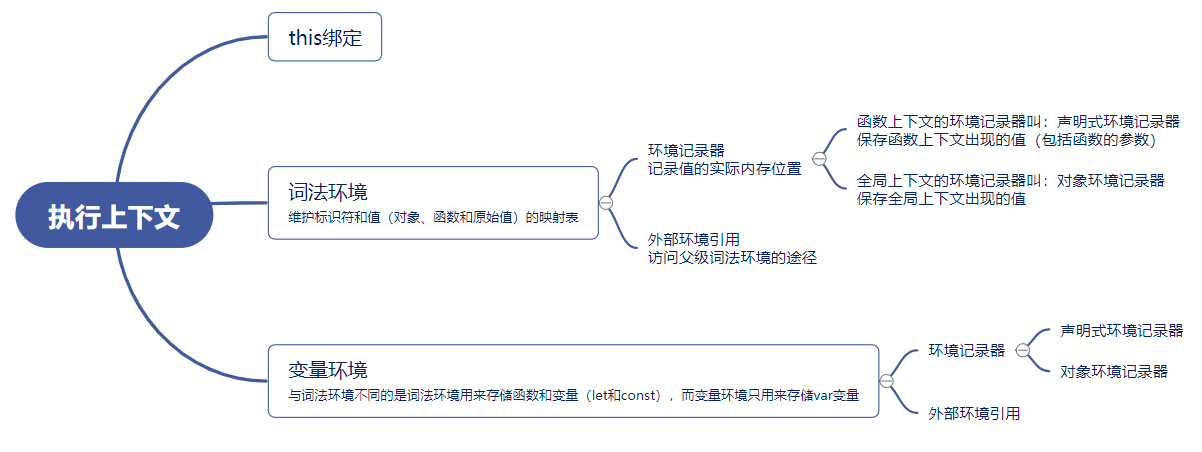 执行上下文
this绑定
词法环境
维护标识符和值（对象、函数和原始值）的映射表
环境记录器
记录值的实际内存位置
函数上下文的环境记录器叫：声明式环境记录器
保存函数上下文出现的值（包括函数的参数）
全局上下文的环境记录器叫：对象环境记录器
保存全局上下文出现的值
外部环境引用
访问父级词法环境的途径
变量环境
与词法环境不同的是词法环境用来存储函数和变量（let和const），而变量环境只用来存储var变量
环境记录器
声明式环境记录器
对象环境记录器
外部环境引用